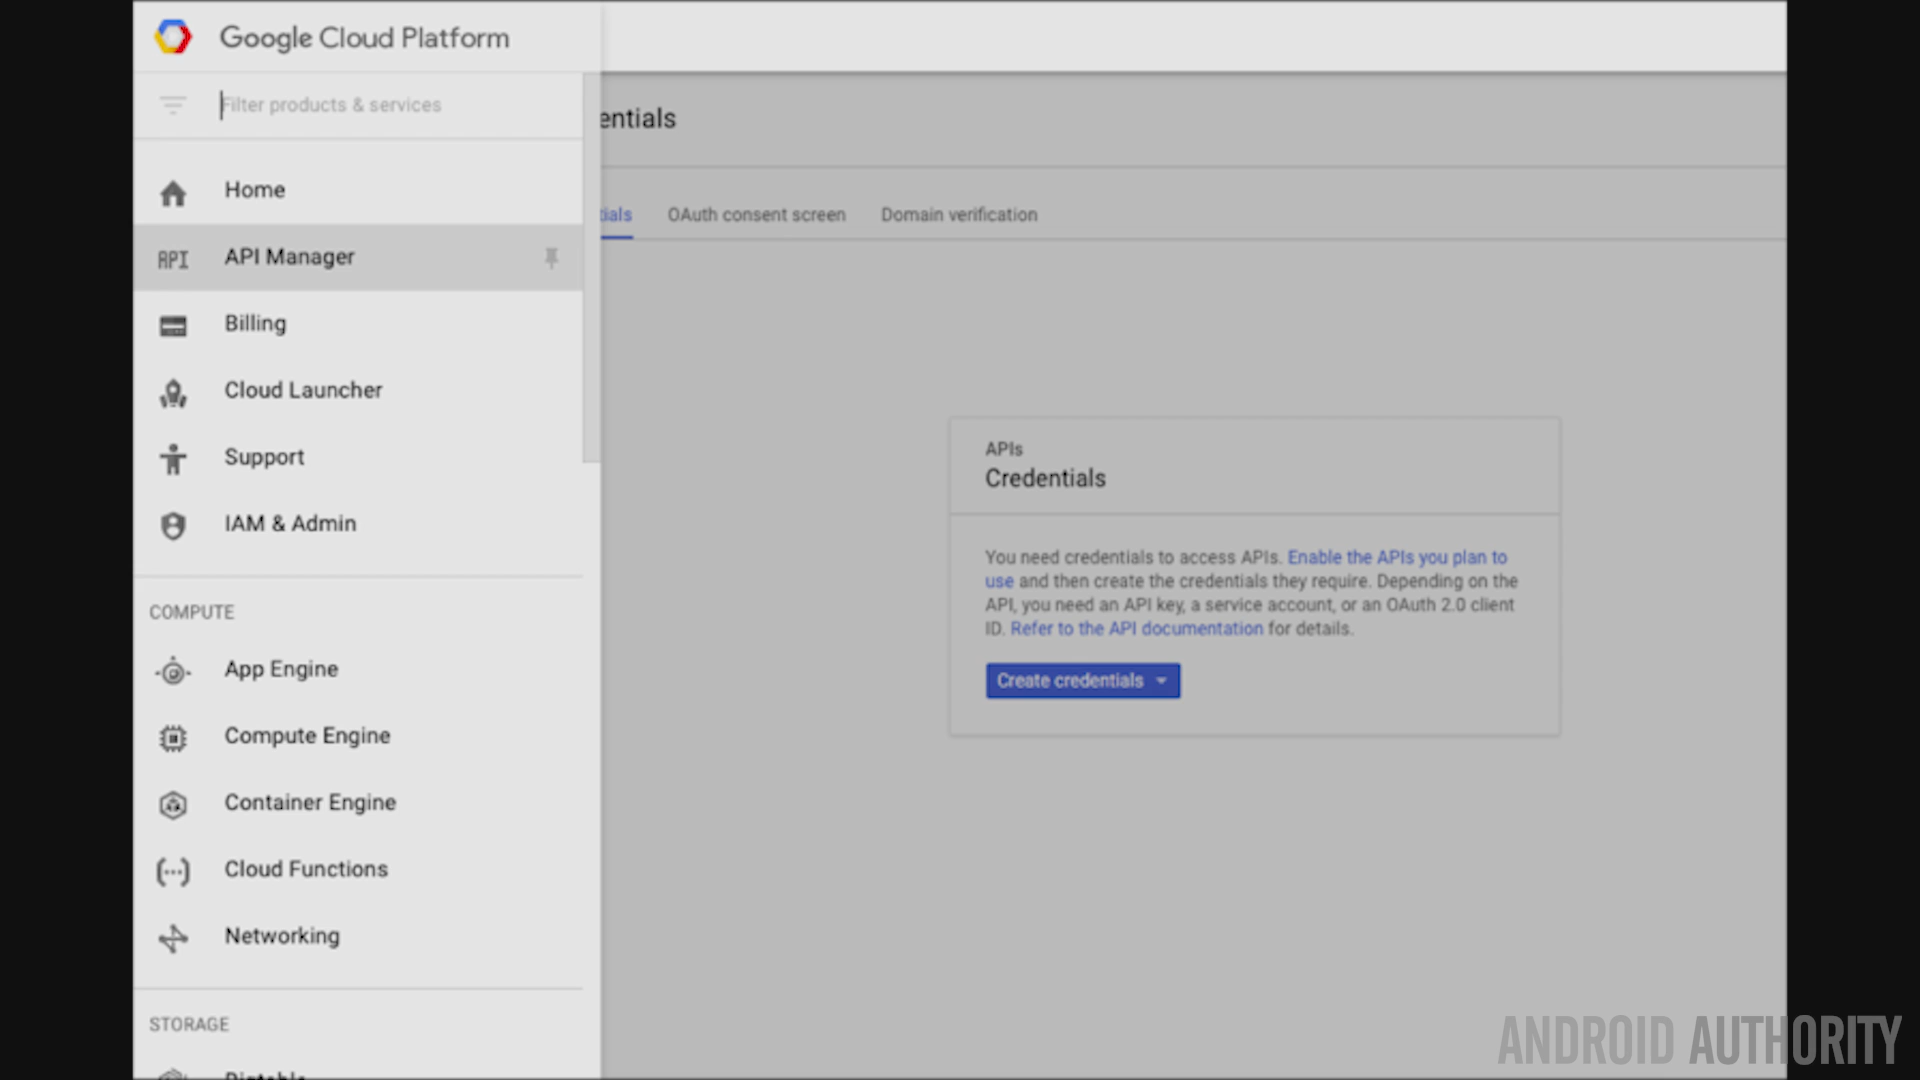 Google Cloud Platform
Filter products & services
Home
API
API Manager
Billing
Cloud Launcher
Support
IAM & Admin
COMPUTE
App Engine
Compute Engine
Container Engine
Cloud Functions
Networking
STORAGE
Bigtable
entials
tials
OAuth consent screen
Domain verification
APIs
Credentials
You need credentials to access APIs. Enable the APIs you plan to
use and then create the credentials they require. Depending on the
API, you need an API key, a service account, or an OAuth 2.0 client
ID. Refer to the API documentation for details.
Create credentials
ANDROID AUTHORITY